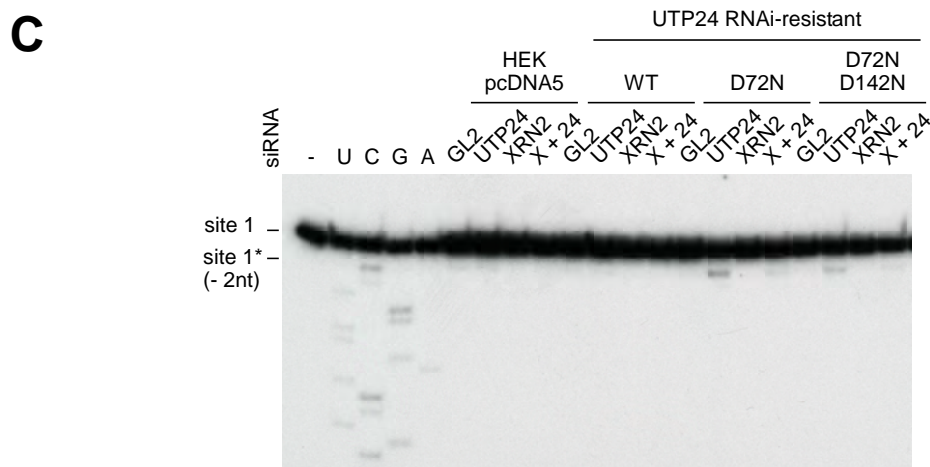 C
UTP24 RNAi-resistant
HEK
pcDNA5
WT
D72N
D72N
D142N
siRNA
- U C G A GL2 UTP24 XRN2 X + 24 GL2 UTP24 XRN2 X + 24 GL2 UTP24 XRN2 X + 24 GL2 UTP24 XRN2 X + 24
site 1
site 1*
(- 2nt)